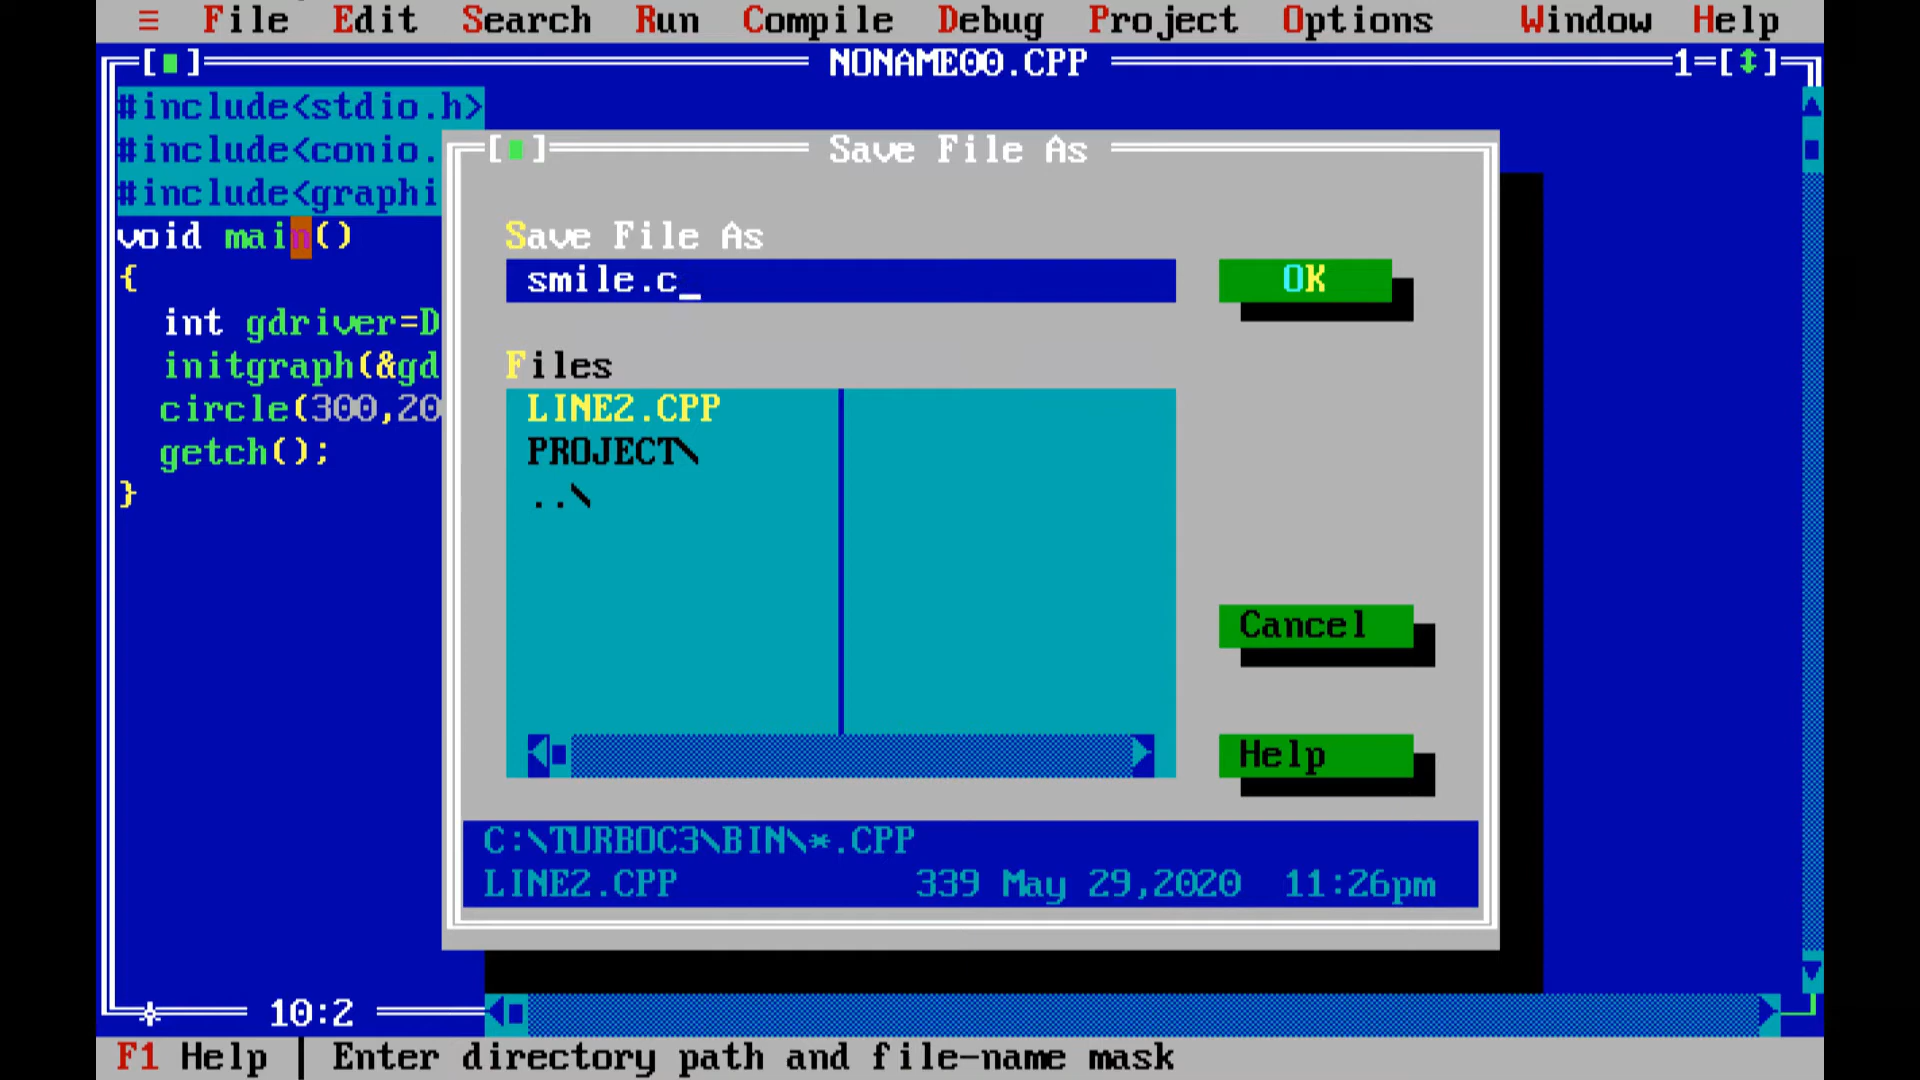 ≡ File Edit Search Run Compile Debug Project Options Window Help
[■] NONAME00.CPP 1=[↕]
#include<stdio.h>
#include<conio.
#include<graphi
void main()
{
int gdriver=D
initgraph(&gd
circle(300,20
getch();
}
[■] Save File As
Save File As
smile.c_
OK
Files
LINE2.CPP
PROJECT\
..\
Cancel
Help
C:\TURBOC3\BIN\*.CPP
LINE2.CPP 339 May 29,2020 11:26pm
10:2
F1 Help | Enter directory path and file-name mask